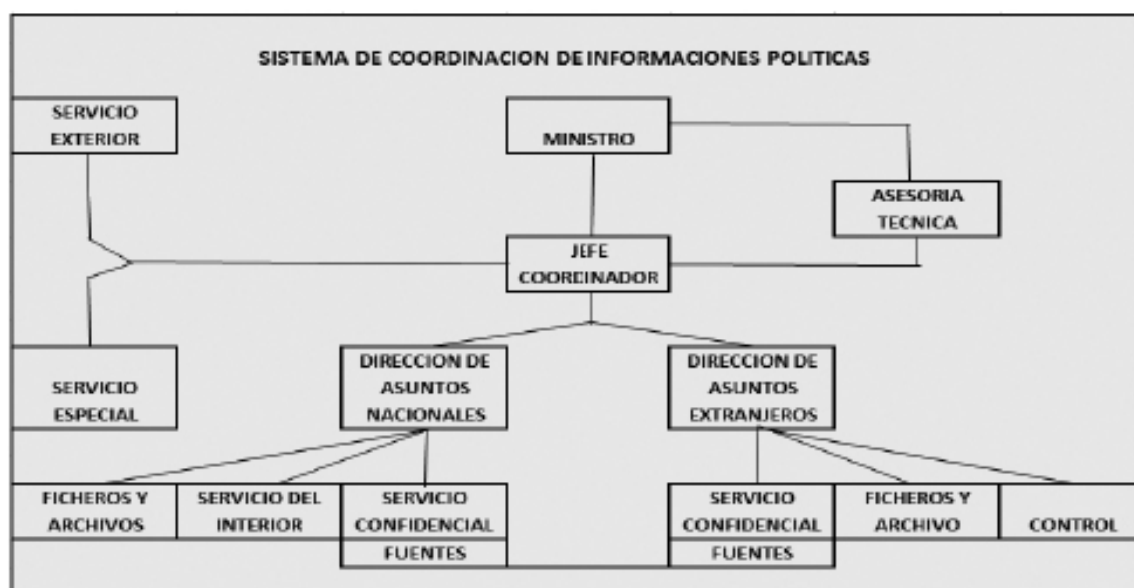 SISTEMA DE COORDINACION DE INFORMACIONES POLITICAS
SERVICIO
EXTERIOR
MINISTRO
ASESORIA
TECNICA
JEFE
COORDINADOR
SERVICIO
ESPECIAL
DIRECCION DE
ASUNTOS
NACIONALES
DIRECCION DE
ASUNTOS
EXTRANJEROS
FICHEROS Y
ARCHIVOS
SERVICIO DEL
INTERIOR
SERVICIO
CONFIDENCIAL
FUENTES
SERVICIO
CONFIDENCIAL
FUENTES
FICHEROS Y
ARCHIVO
CONTROL